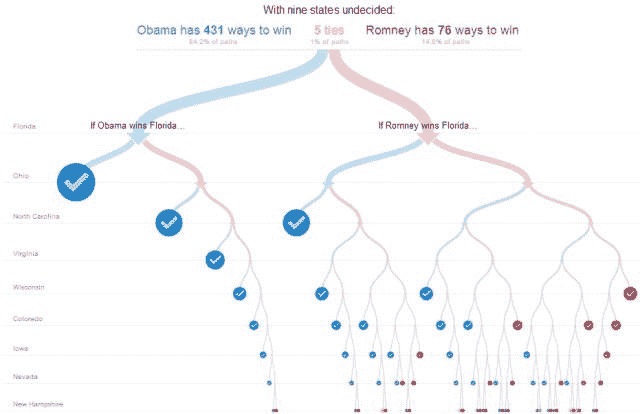 With nine states undecided:
Obama has 431 ways to win 5 ties Romney has 76 ways to win
84.2% of paths 1% of paths 14.8% of paths
If Obama wins Florida... If Romney wins Florida...
Florida
Ohio
North Carolina
Virginia
Wisconsin
Colorado
Iowa
Nevada
New Hampshire